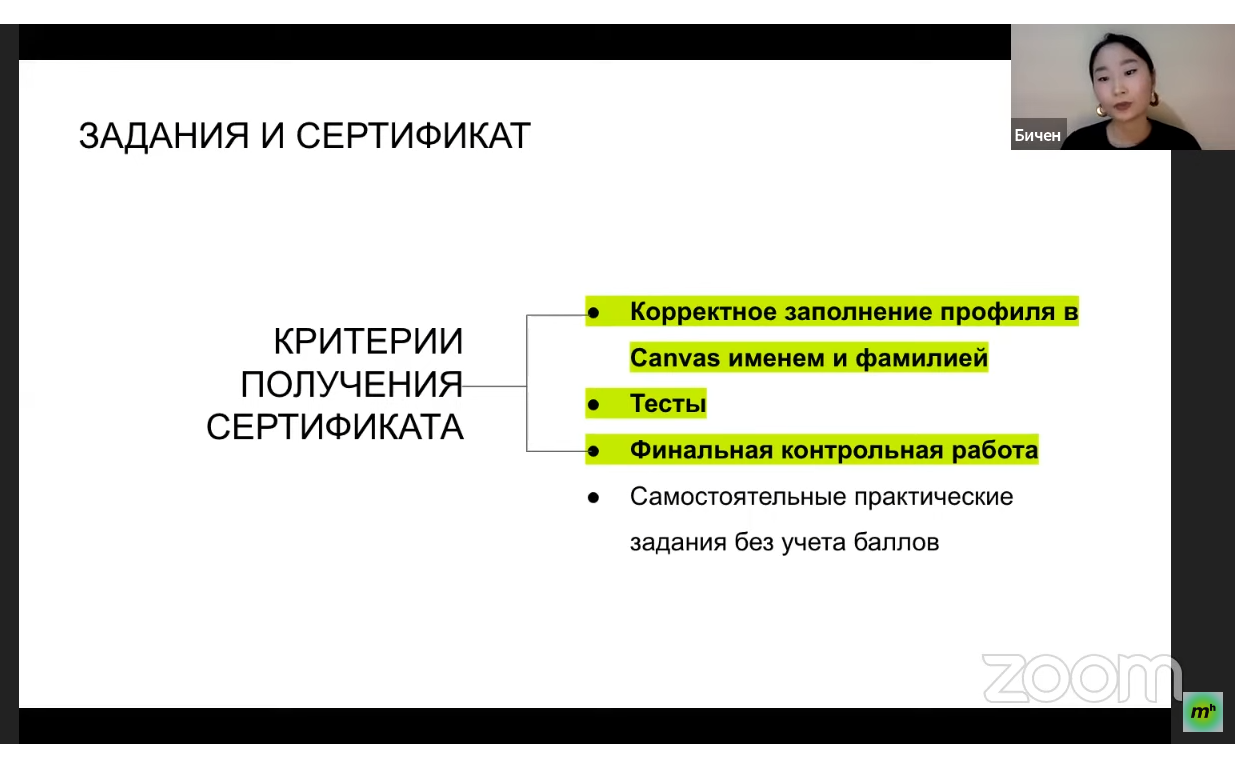 ЗАДАНИЯ И СЕРТИФИКАТ
Бичен
КРИТЕРИИ
ПОЛУЧЕНИЯ
СЕРТИФИКАТА
● Корректное заполнение профиля в
Canvas именем и фамилией
● Тесты
● Финальная контрольная работа
● Самостоятельные практические
задания без учета баллов
zoom
mh